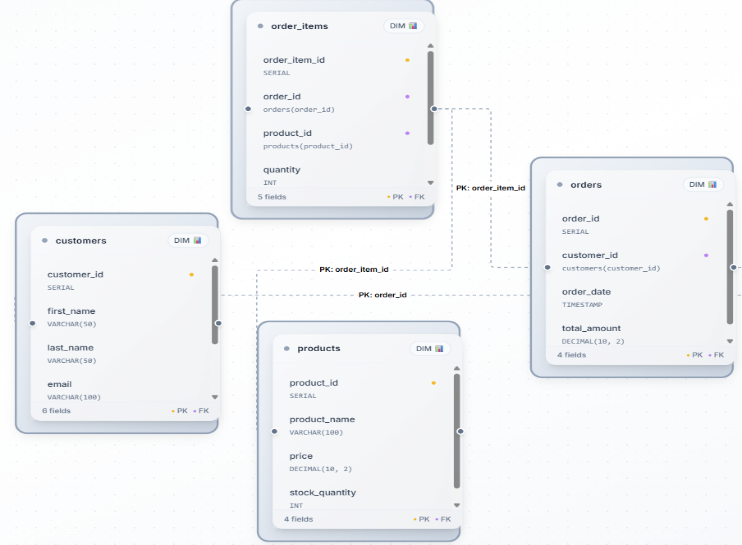 order_items
DIM
order_item_id
SERIAL
order_id
orders(order_id)
product_id
products(product_id)
quantity
INT
5 fields
PK FK
PK: order_item_id
orders
DIM
order_id
SERIAL
customer_id
customers(customer_id)
order_date
TIMESTAMP
total_amount
DECIMAL(10, 2)
4 fields
PK FK
customers
DIM
customer_id
SERIAL
first_name
VARCHAR(50)
last_name
VARCHAR(50)
email
VARCHAR(100)
6 fields
PK FK
PK: order_item_id
PK: order_id
products
DIM
product_id
SERIAL
product_name
VARCHAR(100)
price
DECIMAL(10, 2)
stock_quantity
INT
4 fields
PK FK